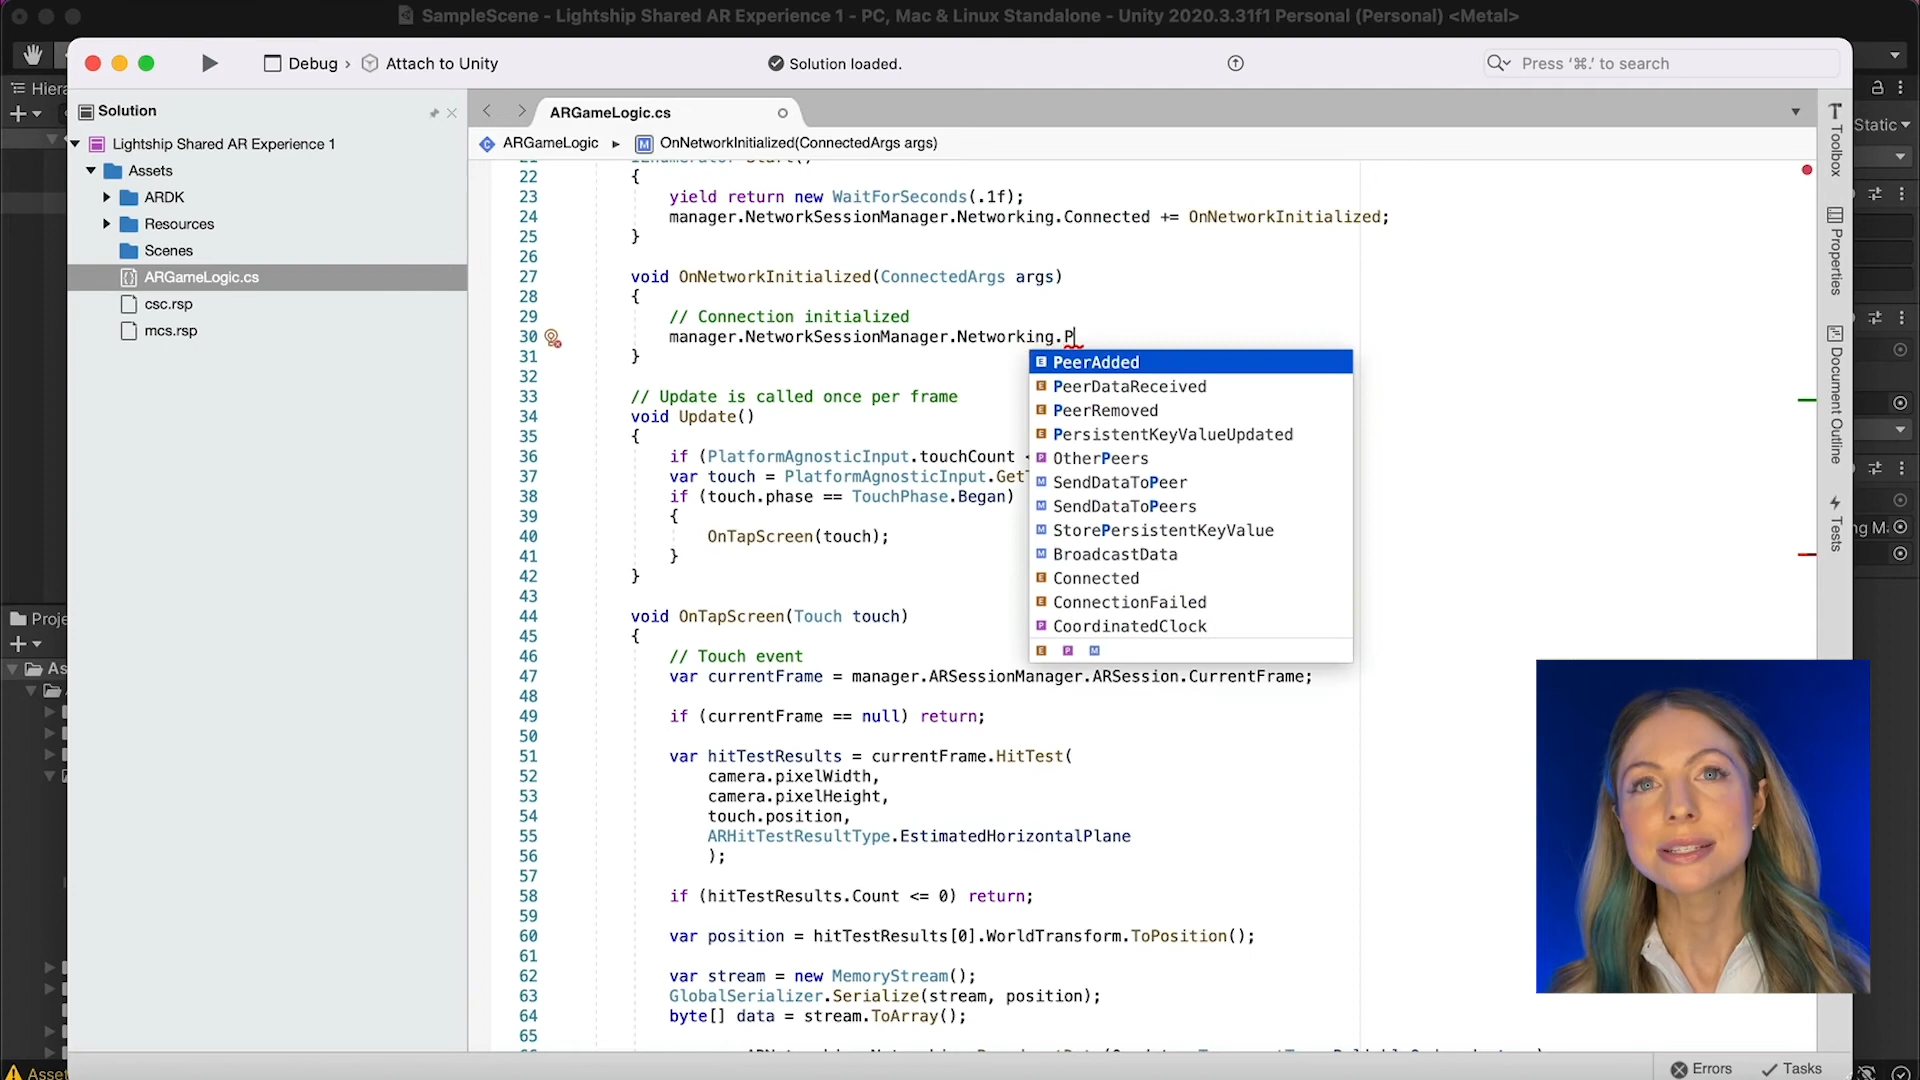 SampleScene - Lightship Shared AR Experience 1 - PC, Mac & Linux Standalone - Unity 2020.3.31f1 Personal (Personal) <Metal>
Debug › Attach to Unity
Solution loaded.
Press ‘⌘.’ to search
Hiera
Static
Solution
ARGameLogic.cs
ARGameLogic
OnNetworkInitialized(ConnectedArgs args)
Lightship Shared AR Experience 1
Assets
ARDK
Resources
Scenes
ARGameLogic.cs
csc.rsp
mcs.rsp
22 {
23 yield return new WaitForSeconds(.1f);
24 manager.NetworkSessionManager.Networking.Connected += OnNetworkInitialized;
25 }
26
27 void OnNetworkInitialized(ConnectedArgs args)
28 {
29 // Connection initialized
30 manager.NetworkSessionManager.Networking.P
31 }
32
33 // Update is called once per frame
34 void Update()
35 {
36 if (PlatformAgnosticInput.touchCount <
37 var touch = PlatformAgnosticInput.GetT
38 if (touch.phase == TouchPhase.Began)
39 {
40 OnTapScreen(touch);
41 }
42 }
43
44 void OnTapScreen(Touch touch)
45 {
46 // Touch event
47 var currentFrame = manager.ARSessionManager.ARSession.CurrentFrame;
48
49 if (currentFrame == null) return;
50
51 var hitTestResults = currentFrame.HitTest(
52 camera.pixelWidth,
53 camera.pixelHeight,
54 touch.position,
55 ARHitTestResultType.EstimatedHorizontalPlane
56 );
57
58 if (hitTestResults.Count <= 0) return;
59
60 var position = hitTestResults[0].WorldTransform.ToPosition();
61
62 var stream = new MemoryStream();
63 GlobalSerializer.Serialize(stream, position);
64 byte[] data = stream.ToArray();
65
PeerAdded
PeerDataReceived
PeerRemoved
PersistentKeyValueUpdated
OtherPeers
SendDataToPeer
SendDataToPeers
StorePersistentKeyValue
BroadcastData
Connected
ConnectionFailed
CoordinatedClock
Toolbox
Properties
Document Outline
Tests
ng M
Proje
As
Asset
Errors
Tasks